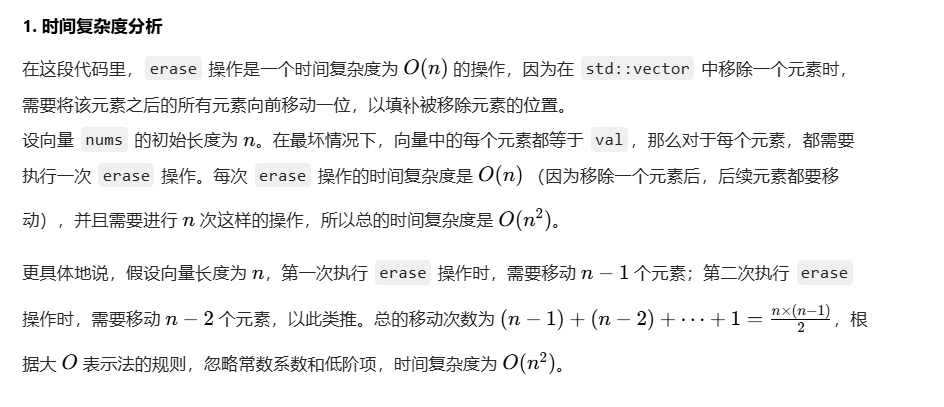 1. 时间复杂度分析
在这段代码里， erase 操作是一个时间复杂度为 O(n) 的操作，因为在 std::vector 中移除一个元素时，
需要将该元素之后的所有元素向前移动一位，以填补被移除元素的位置。
设向量 nums 的初始长度为 n。在最坏情况下，向量中的每个元素都等于 val ，那么对于每个元素，都需要
执行一次 erase 操作。每次 erase 操作的时间复杂度是 O(n) （因为移除一个元素后，后续元素都要移
动），并且需要进行 n 次这样的操作，所以总的时间复杂度是 O(n²)。
更具体地说，假设向量长度为 n，第一次执行 erase 操作时，需要移动 n − 1 个元素；第二次执行 erase
操作时，需要移动 n − 2 个元素，以此类推。总的移动次数为 (n − 1) + (n − 2) + ⋯ + 1 = n×(n−1)/2，根
据大 O 表示法的规则，忽略常数系数和低阶项，时间复杂度为 O(n²)。